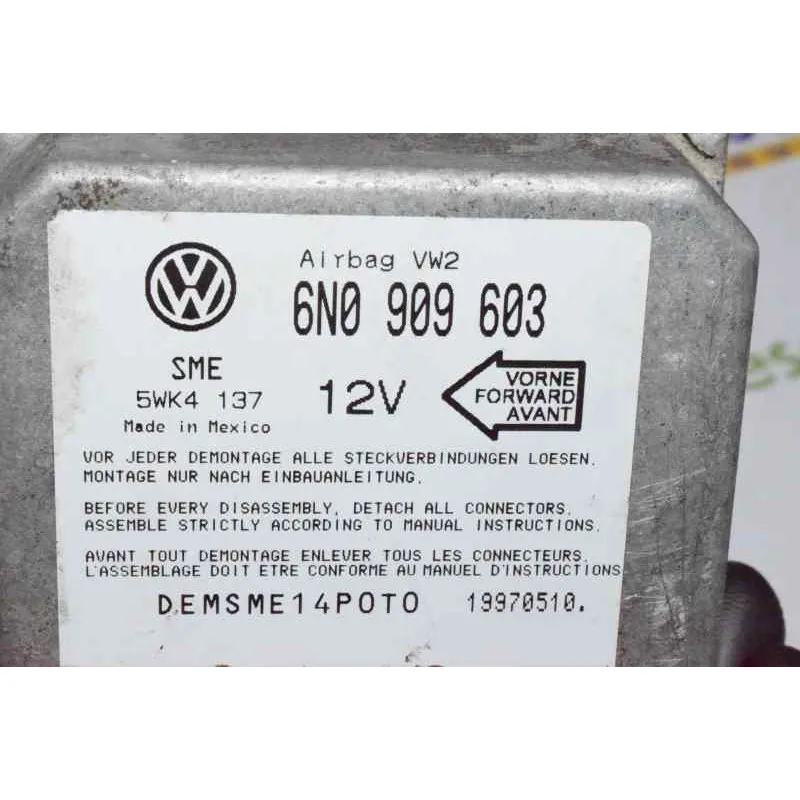 Airbag VW2
6N0 909 603
SME
5WK4 137
Made in Mexico
12V
VORNE
FORWARD
AVANT
VOR JEDER DEMONTAGE ALLE STECKVERBINDUNGEN LOESEN.
MONTAGE NUR NACH EINBAUANLEITUNG.
BEFORE EVERY DISASSEMBLY, DETACH ALL CONNECTORS.
ASSEMBLE STRICTLY ACCORDING TO MANUAL INSTRUCTIONS.
AVANT TOUT DEMONTAGE ENLEVER TOUS LES CONNECTEURS.
L'ASSEMBLAGE DOIT ETRE CONFORME AU MANUEL D'INSTRUCTIONS
DEMSME14POTO 19970510.